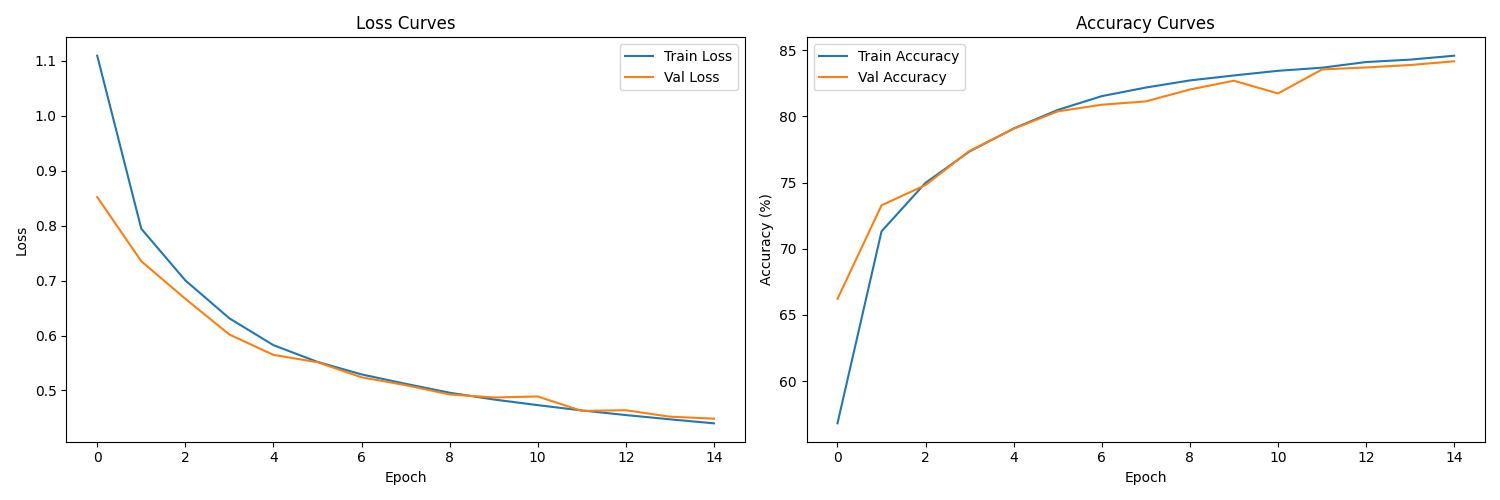 Loss Curves
Train Loss
Val Loss
Loss
1.1
1.0
0.9
0.8
0.7
0.6
0.5
0 2 4 6 8 10 12 14
Epoch
Accuracy Curves
Train Accuracy
Val Accuracy
Accuracy (%)
85
80
75
70
65
60
0 2 4 6 8 10 12 14
Epoch